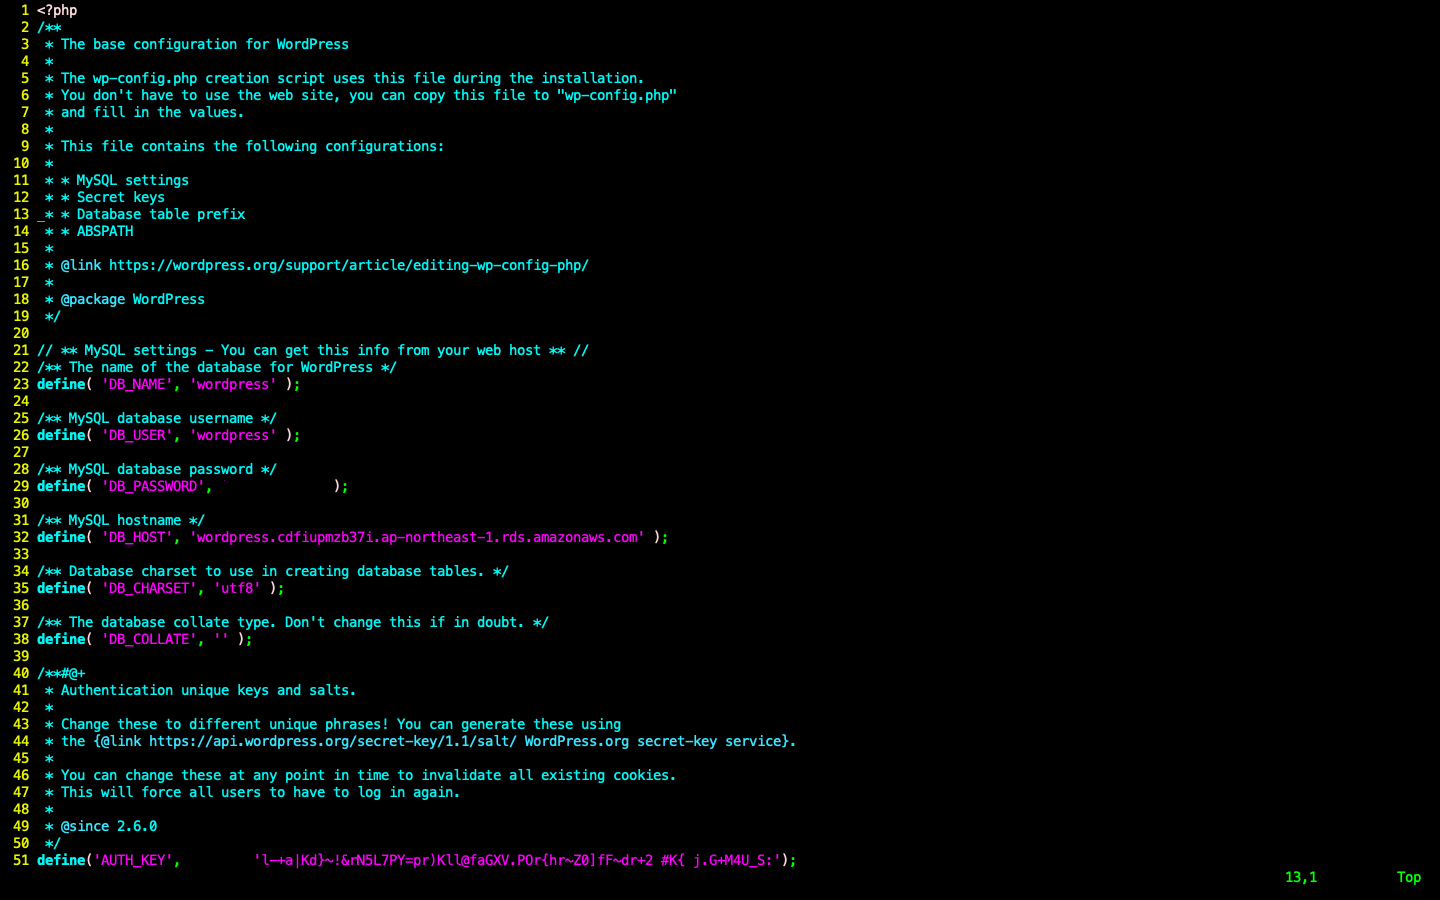 1 <?php
2 /**
3  * The base configuration for WordPress
4  *
5  * The wp-config.php creation script uses this file during the installation.
6  * You don't have to use the web site, you can copy this file to "wp-config.php"
7  * and fill in the values.
8  *
9  * This file contains the following configurations:
10  *
11  * * MySQL settings
12  * * Secret keys
13  * * Database table prefix
14  * * ABSPATH
15  *
16  * @link https://wordpress.org/support/article/editing-wp-config-php/
17  *
18  * @package WordPress
19  */
20
21 // ** MySQL settings - You can get this info from your web host ** //
22 /** The name of the database for WordPress */
23 define( 'DB_NAME', 'wordpress' );
24
25 /** MySQL database username */
26 define( 'DB_USER', 'wordpress' );
27
28 /** MySQL database password */
29 define( 'DB_PASSWORD', );
30
31 /** MySQL hostname */
32 define( 'DB_HOST', 'wordpress.cdfiupmzb37i.ap-northeast-1.rds.amazonaws.com' );
33
34 /** Database charset to use in creating database tables. */
35 define( 'DB_CHARSET', 'utf8' );
36
37 /** The database collate type. Don't change this if in doubt. */
38 define( 'DB_COLLATE', '' );
39
40 /**#@+
41  * Authentication unique keys and salts.
42  *
43  * Change these to different unique phrases! You can generate these using
44  * the {@link https://api.wordpress.org/secret-key/1.1/salt/ WordPress.org secret-key service}.
45  *
46  * You can change these at any point in time to invalidate all existing cookies.
47  * This will force all users to have to log in again.
48  *
49  * @since 2.6.0
50  */
51 define('AUTH_KEY',         'l-+a|Kd}~!&rN5L7PY=pr)Kll@faGXV.POr{hr~Z0]fF~dr+2 #K{ j.G+M4U_S:');
13,1 Top